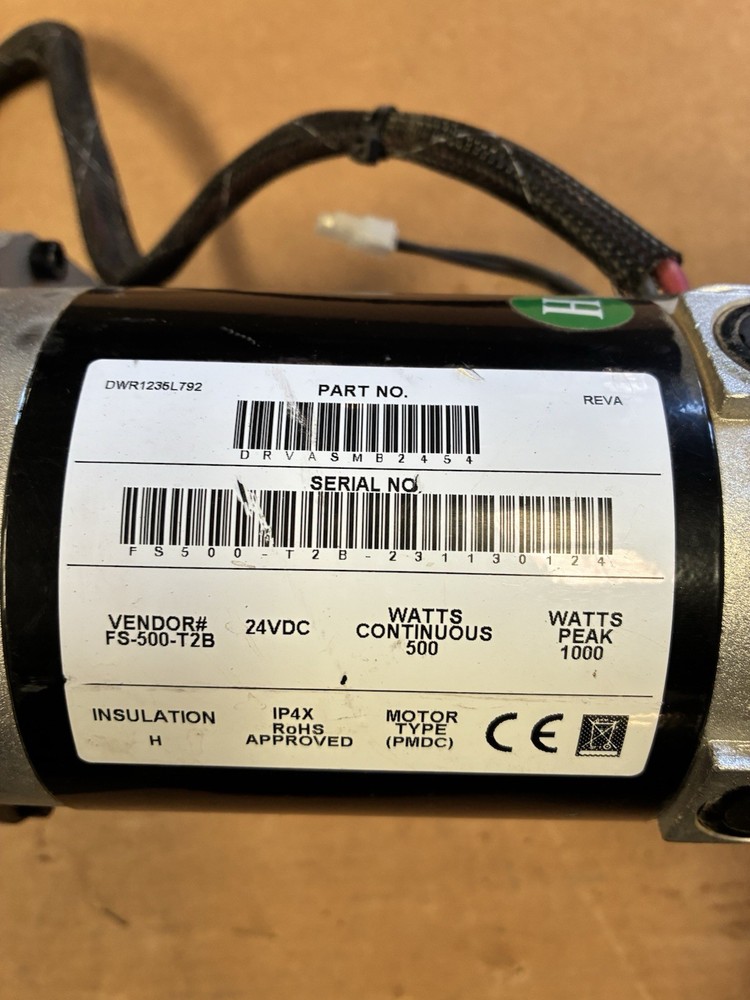 H
DWR1235L792
PART NO.
REVA
DRVASMB2454
SERIAL NO.
FS500-T2B-231130124
VENDOR#
FS-500-T2B
24VDC
WATTS
CONTINUOUS
500
WATTS
PEAK
1000
INSULATION
H
IP4X
RoHS
APPROVED
MOTOR
TYPE
(PMDC)
CE